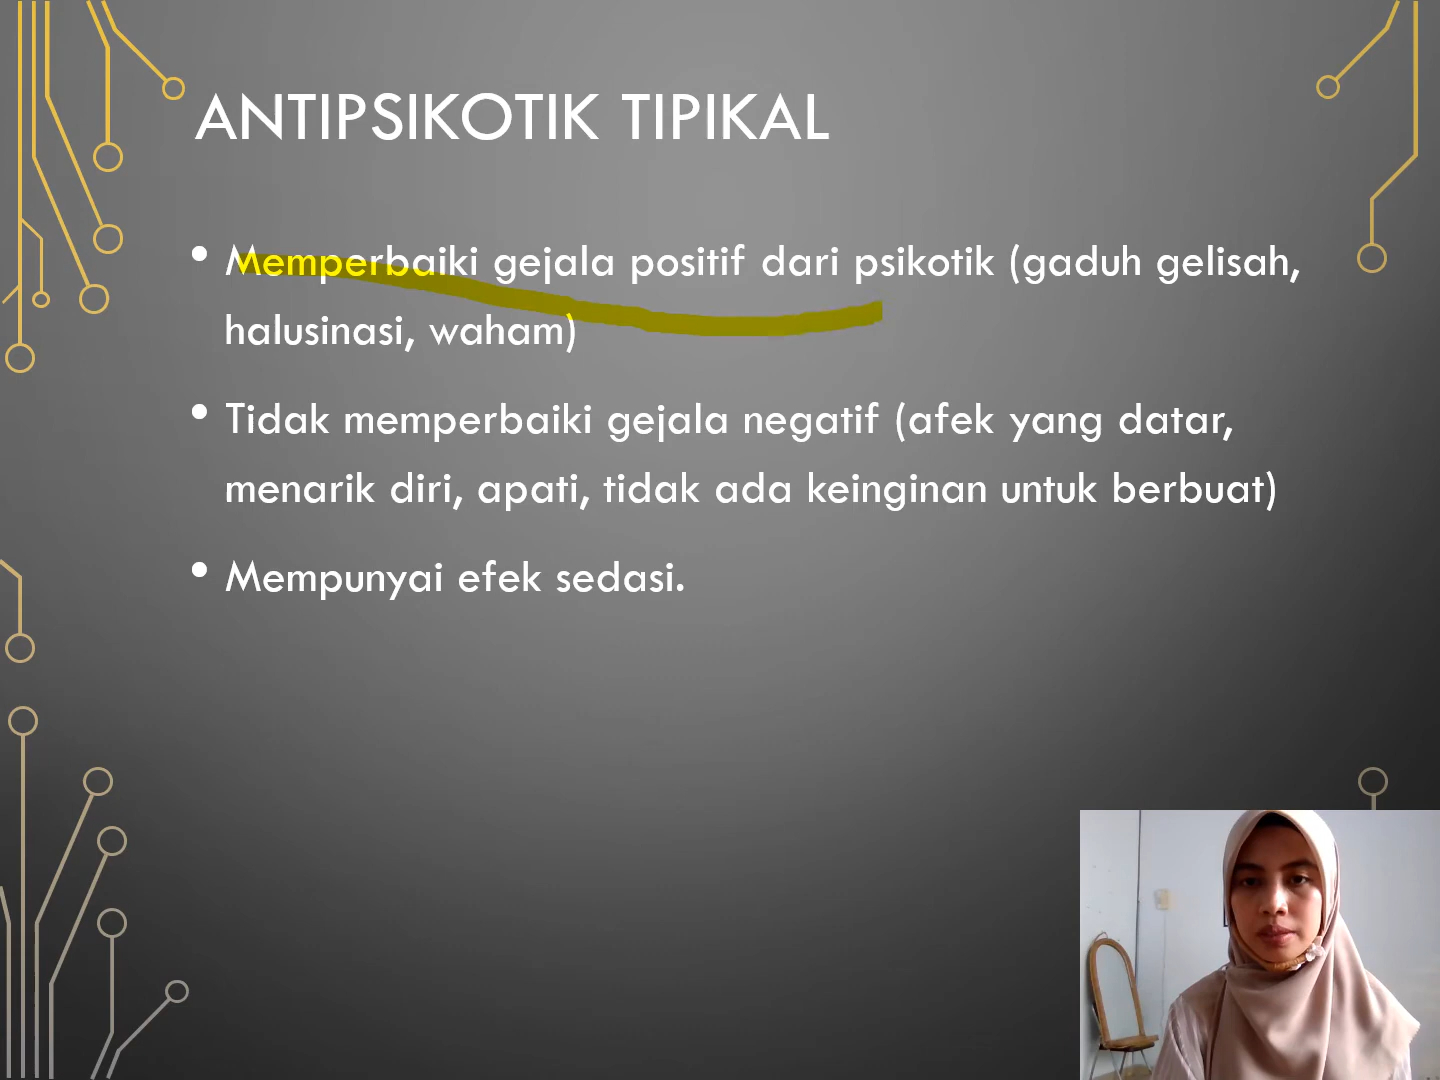 ANTIPSIKOTIK TIPIKAL
• Memperbaiki gejala positif dari psikotik (gaduh gelisah,
halusinasi, waham)
• Tidak memperbaiki gejala negatif (afek yang datar,
menarik diri, apati, tidak ada keinginan untuk berbuat)
• Mempunyai efek sedasi.